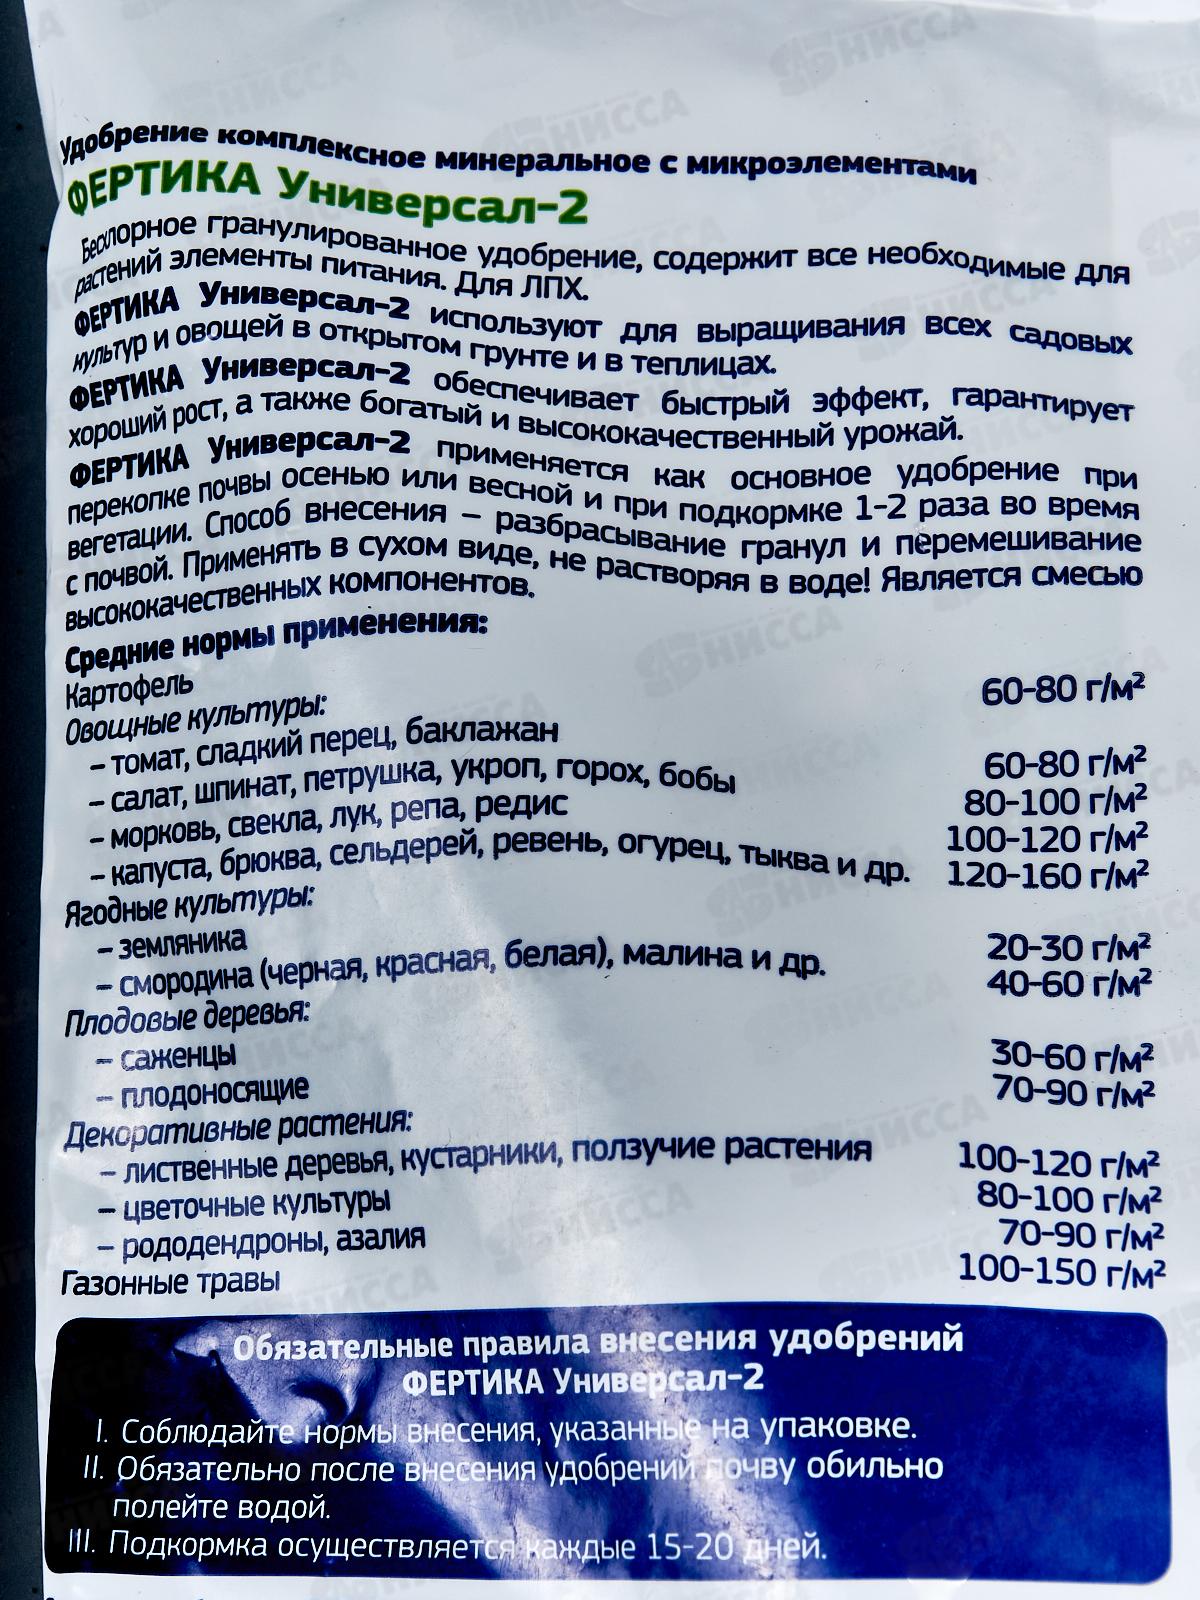 Удобрение комплексное минеральное с микроэлементами
ФЕРТИКА Универсал-2
Бесхлорное гранулированное удобрение, содержит все необходимые для
растений элементы питания. Для ЛПХ.
ФЕРТИКА Универсал-2 используют для выращивания всех садовых
культур и овощей в открытом грунте и в теплицах.
ФЕРТИКА Универсал-2 обеспечивает быстрый эффект, гарантирует
хороший рост, а также богатый и высококачественный урожай.
ФЕРТИКА Универсал-2 применяется как основное удобрение при
перекопке почвы осенью или весной и при подкормке 1-2 раза во время
вегетации. Способ внесения – разбрасывание гранул и перемешивание
с почвой. Применять в сухом виде, не растворяя в воде! Является смесью
высококачественных компонентов.
Средние нормы применения:
Картофель 60-80 г/м²
Овощные культуры:
– томат, сладкий перец, баклажан 60-80 г/м²
– салат, шпинат, петрушка, укроп, горох, бобы 80-100 г/м²
– морковь, свекла, лук, репа, редис 100-120 г/м²
– капуста, брюква, сельдерей, ревень, огурец, тыква и др. 120-160 г/м²
Ягодные культуры:
– земляника 20-30 г/м²
– смородина (черная, красная, белая), малина и др. 40-60 г/м²
Плодовые деревья:
– саженцы 30-60 г/м²
– плодоносящие 70-90 г/м²
Декоративные растения:
– лиственные деревья, кустарники, ползучие растения 100-120 г/м²
– цветочные культуры 80-100 г/м²
– рододендроны, азалия 70-90 г/м²
Газонные травы 100-150 г/м²
Обязательные правила внесения удобрений
ФЕРТИКА Универсал-2
I. Соблюдайте нормы внесения, указанные на упаковке.
II. Обязательно после внесения удобрений почву обильно
полейте водой.
III. Подкормка осуществляется каждые 15-20 дней.